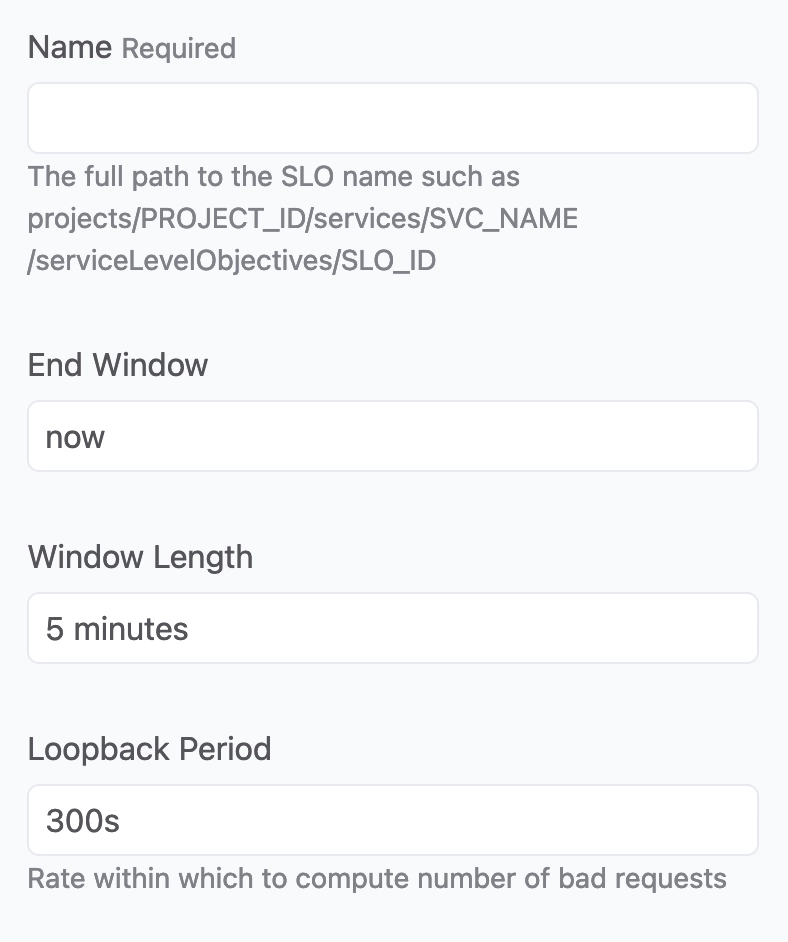 Name Required
The full path to the SLO name such as
projects/PROJECT_ID/services/SVC_NAME
/serviceLevelObjectives/SLO_ID
End Window
now
Window Length
5 minutes
Loopback Period
300s
Rate within which to compute number of bad requests